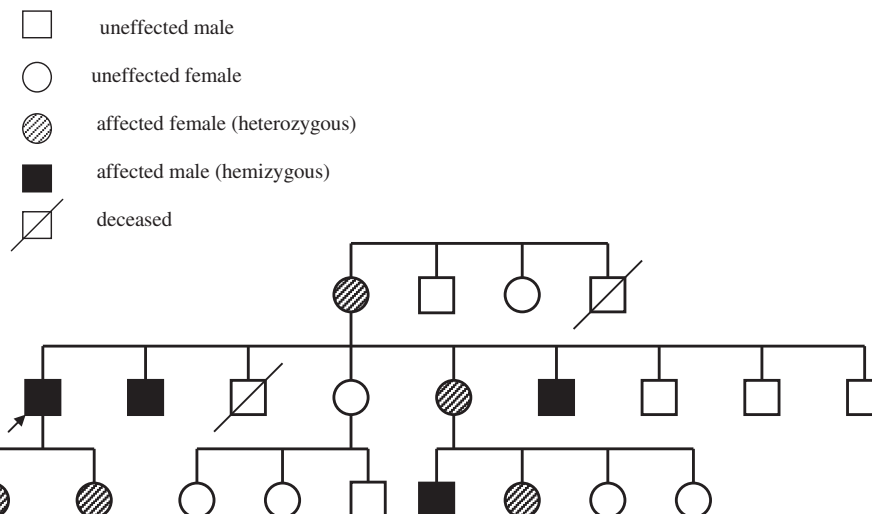 uneffected male
uneffected female
affected female (heterozygous)
affected male (hemizygous)
deceased